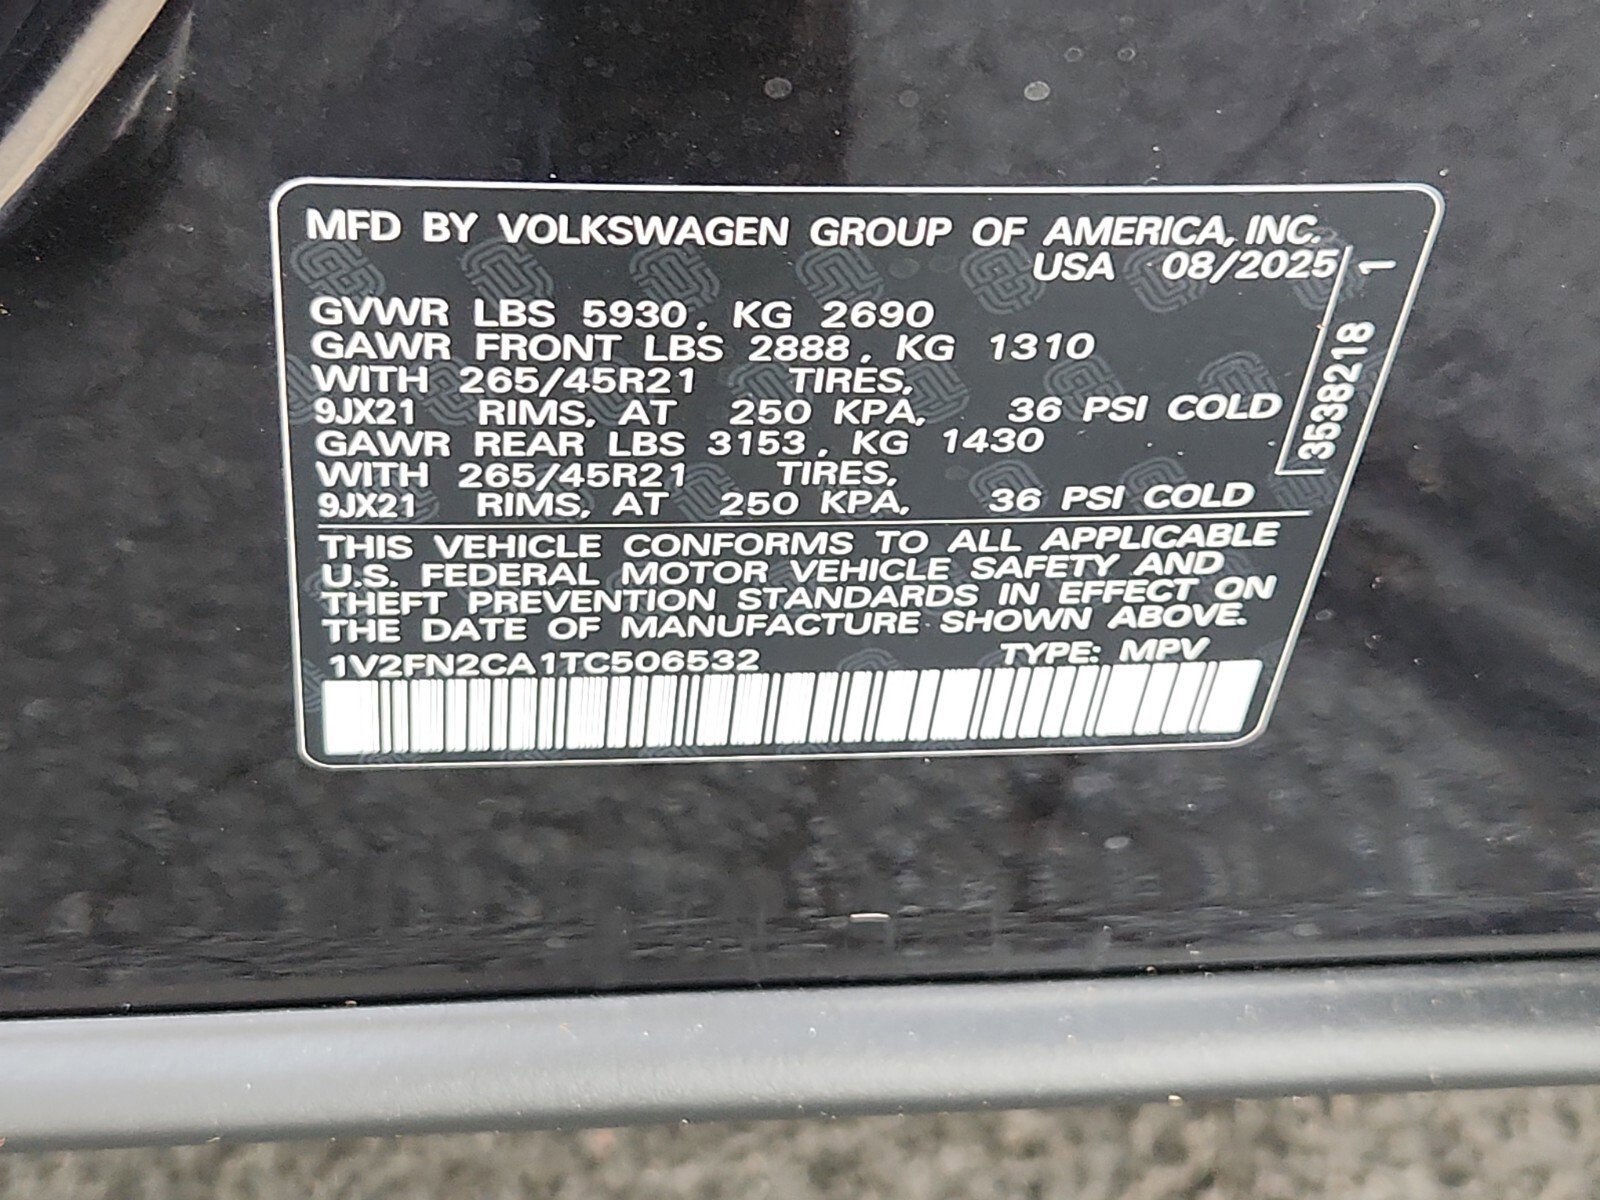 MFD BY VOLKSWAGEN GROUP OF AMERICA, INC.
USA 08/2025
GVWR LBS 5930, KG 2690
GAWR FRONT LBS 2888, KG 1310
WITH 265/45R21 TIRES,
9JX21 RIMS, AT 250 KPA, 36 PSI COLD
GAWR REAR LBS 3153, KG 1430
WITH 265/45R21 TIRES,
9JX21 RIMS, AT 250 KPA, 36 PSI COLD
THIS VEHICLE CONFORMS TO ALL APPLICABLE
U.S. FEDERAL MOTOR VEHICLE SAFETY AND
THEFT PREVENTION STANDARDS IN EFFECT ON
THE DATE OF MANUFACTURE SHOWN ABOVE.
1V2FN2CA1TC506532 TYPE: MPV
3538218 1